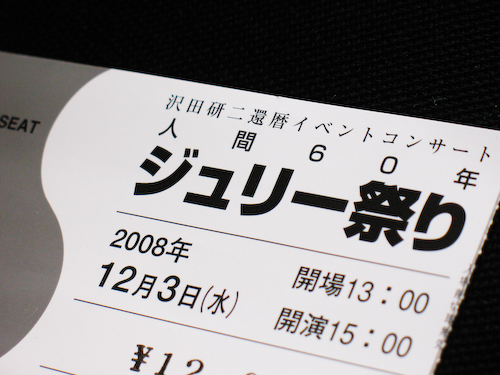 SEAT
沢田研二還暦イベントコンサート
人間60年
ジュリー祭り
2008年
12月3日(水)
開場13:00
開演15:00
¥12